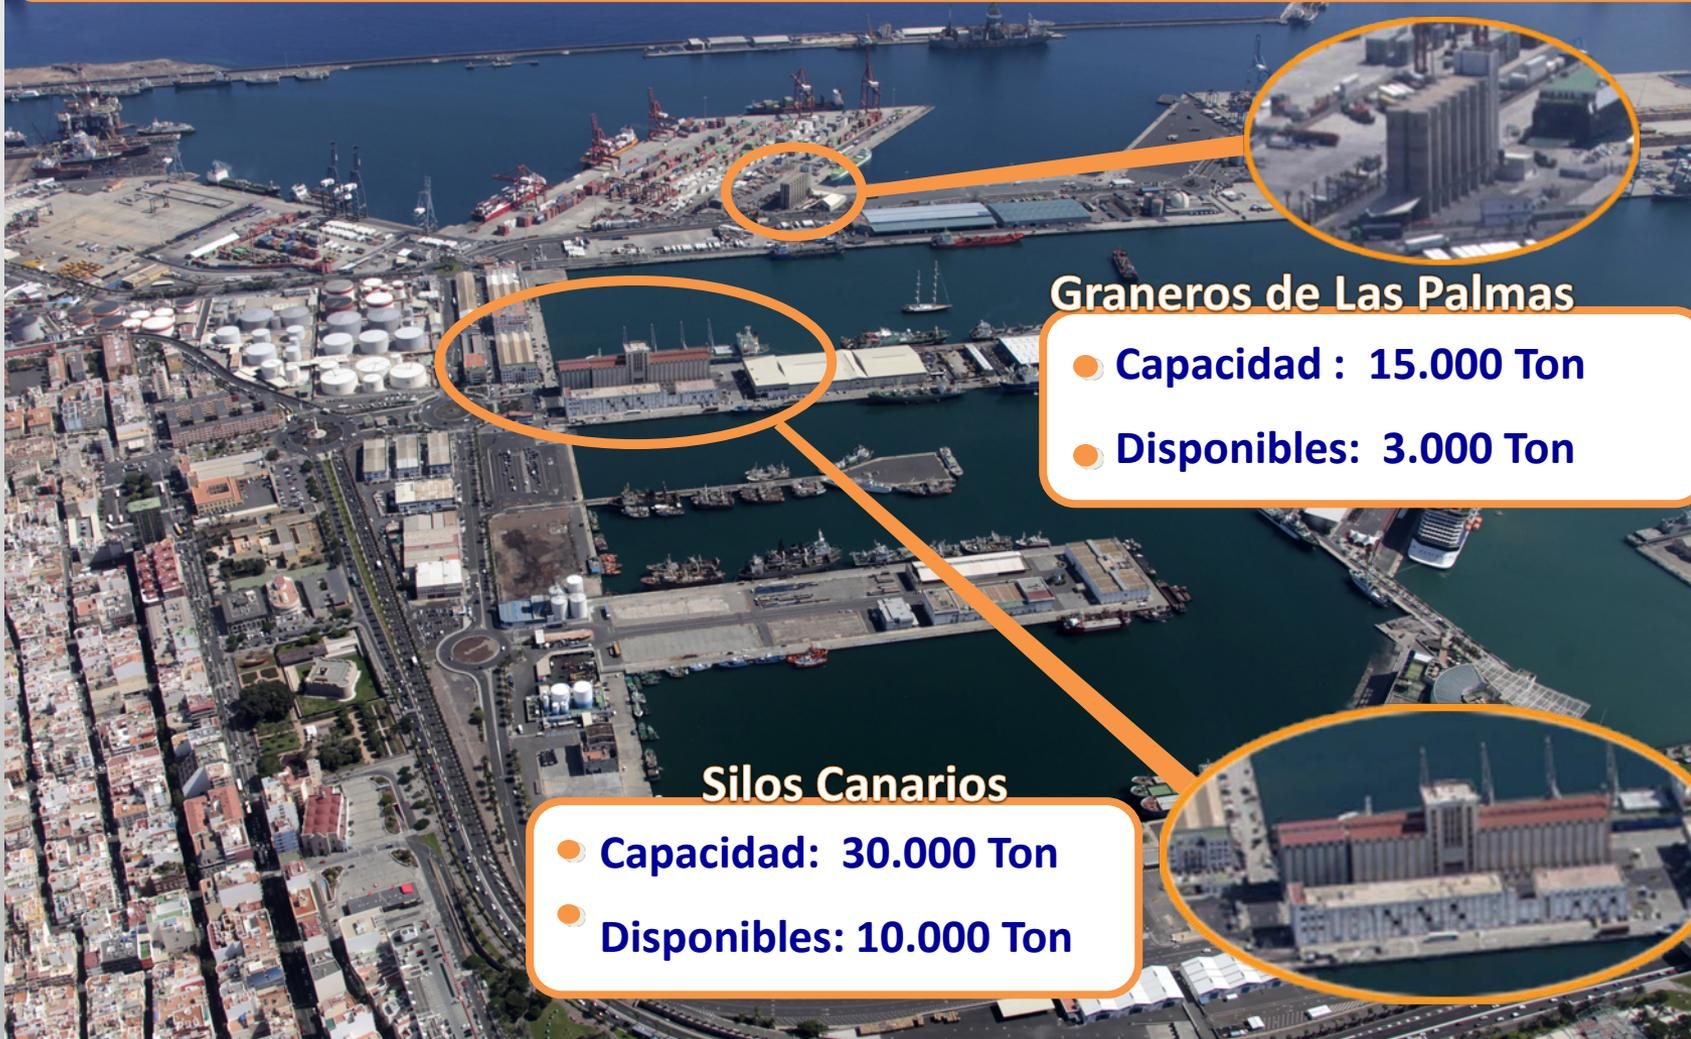 Graneros de Las Palmas
Capacidad : 15.000 Ton
Disponibles: 3.000 Ton
Silos Canarios
Capacidad: 30.000 Ton
Disponibles: 10.000 Ton